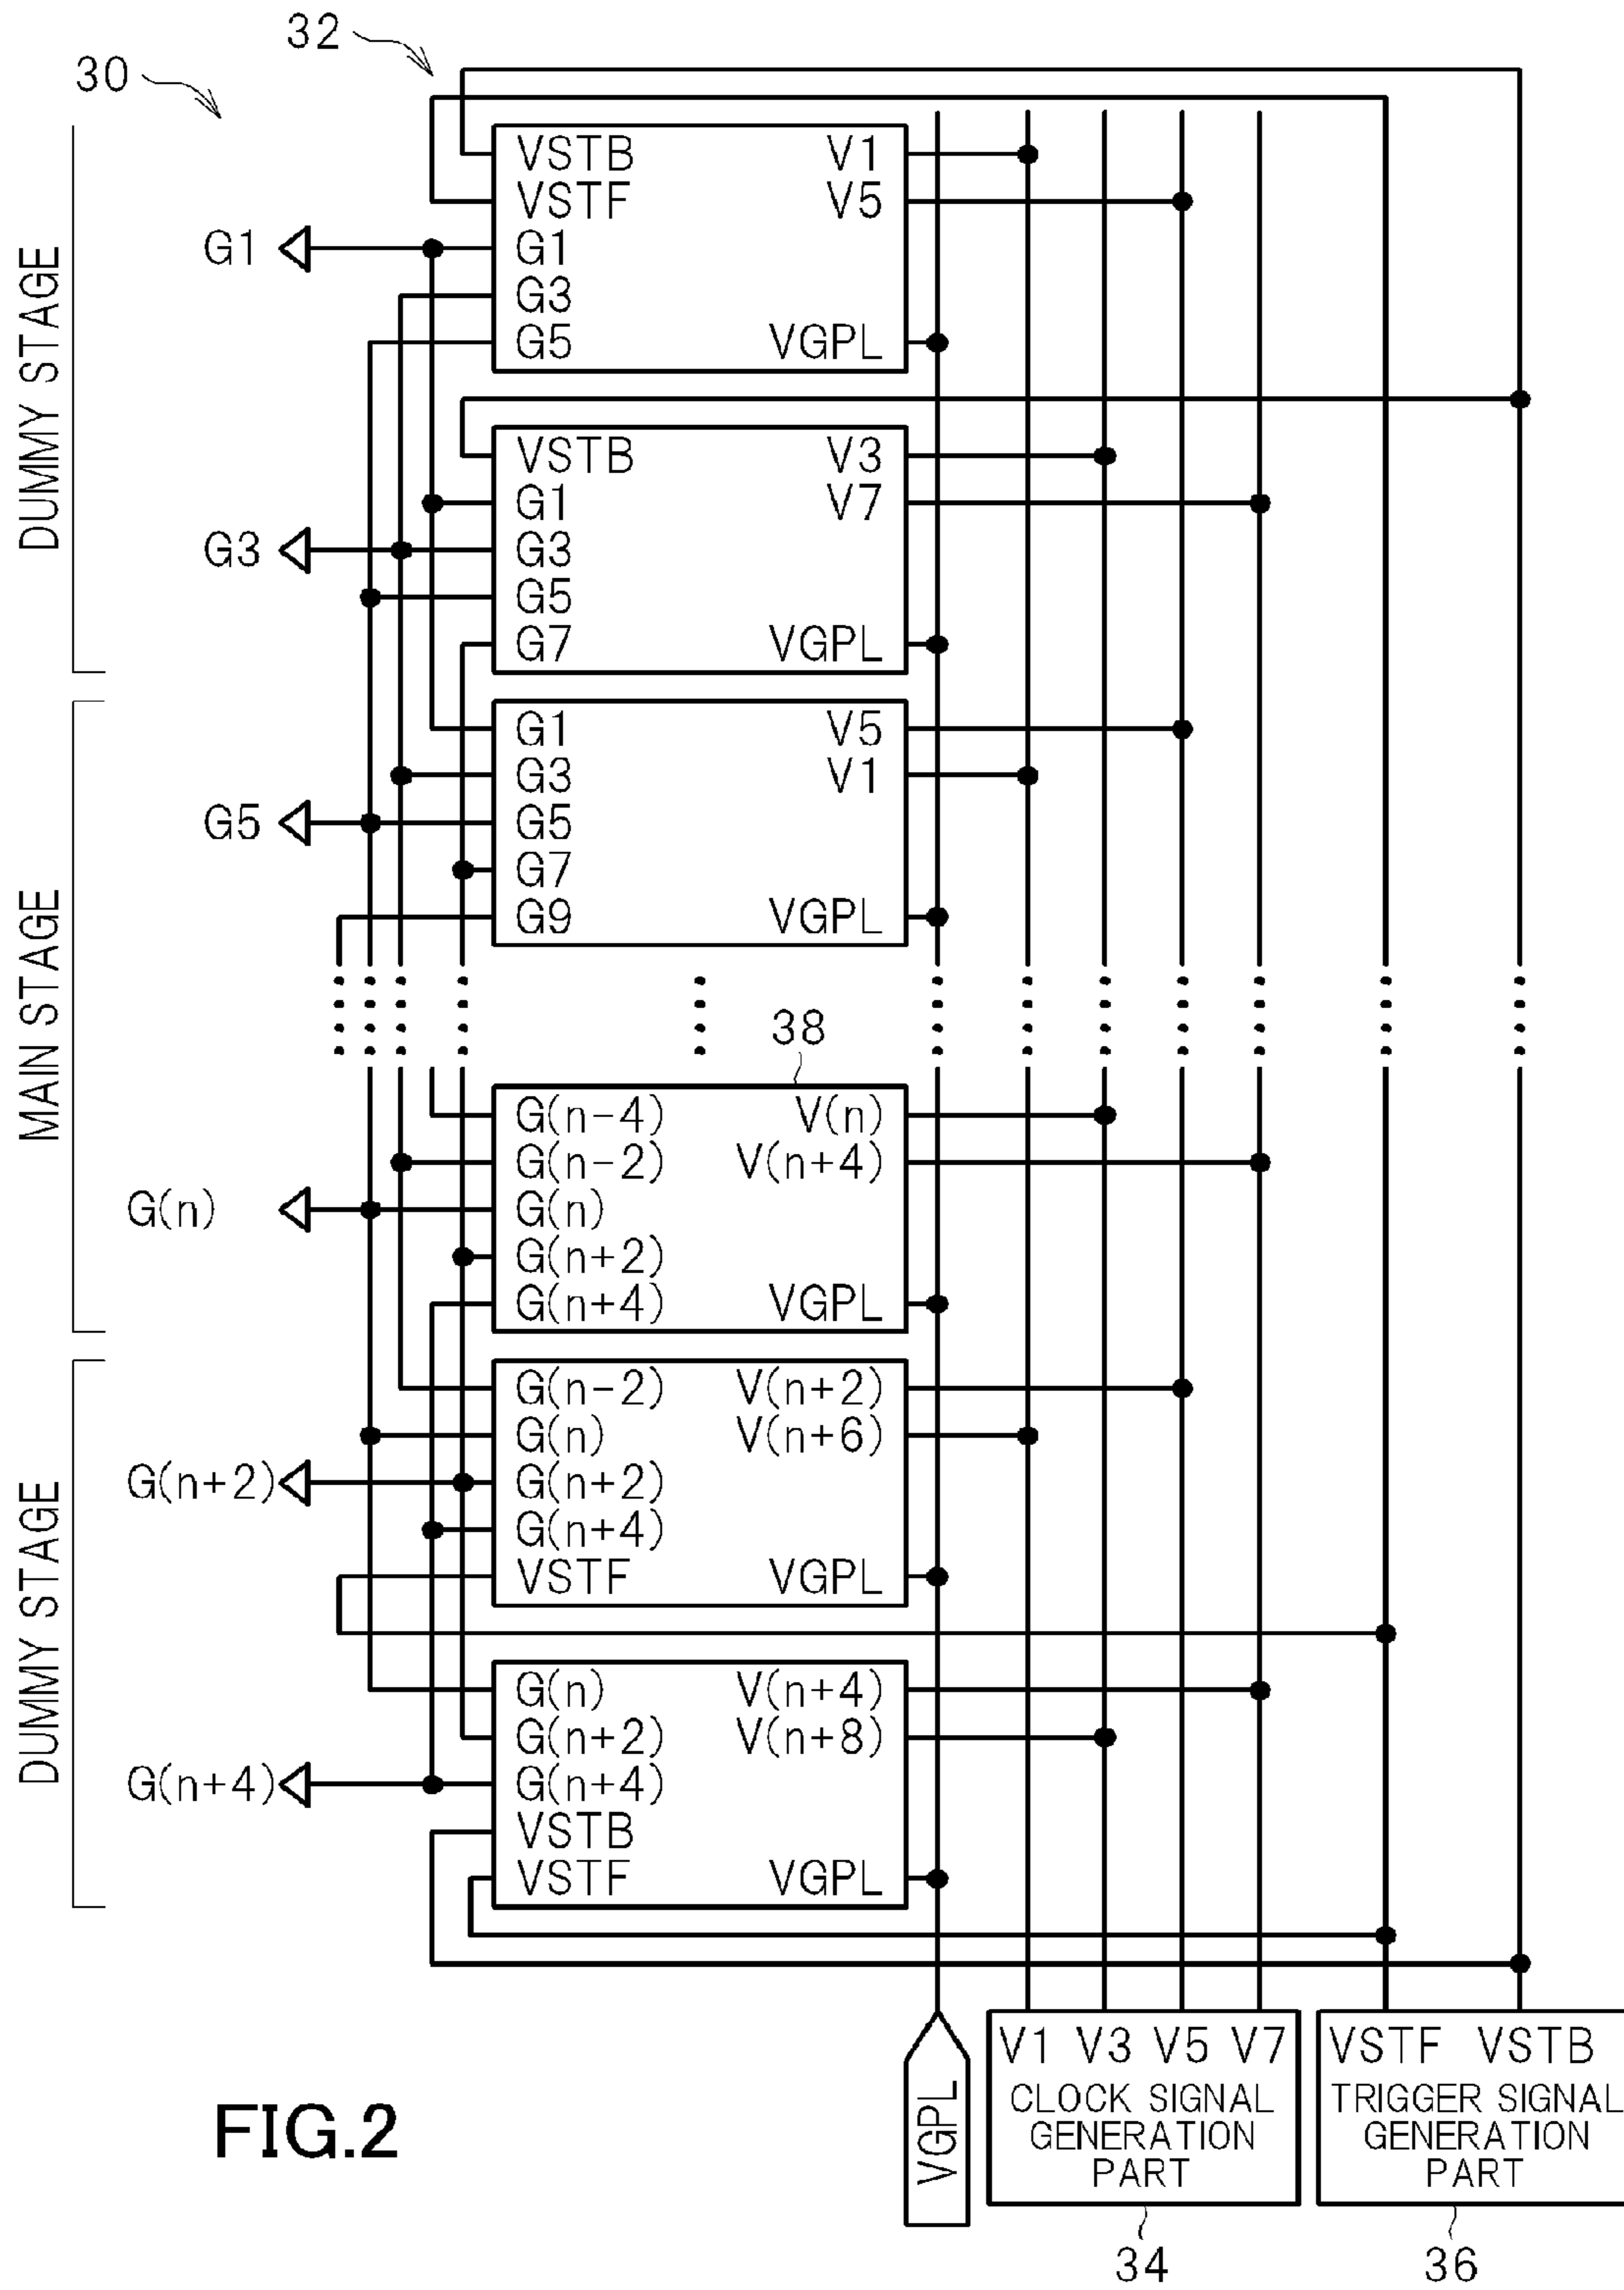 32
30
DUMMY STAGE
G1
VSTB V1
VSTF V5
G1
G3
G5 VGPL
G3
VSTB V3
G1 V7
G3
G5
G7 VGPL
MAIN STAGE
G5
G1 V5
G3 V1
G5
G7
G9 VGPL
38
G(n)
G(n-4) V(n)
G(n-2) V(n+4)
G(n)
G(n+2)
G(n+4) VGPL
DUMMY STAGE
G(n+2)
G(n-2) V(n+2)
G(n) V(n+6)
G(n+2)
G(n+4)
VSTF VGPL
G(n+4)
G(n) V(n+4)
G(n+2) V(n+8)
G(n+4)
VSTB
VSTF VGPL
VGPL
V1 V3 V5 V7
CLOCK SIGNAL
GENERATION
PART
34
VSTF VSTB
TRIGGER SIGNAL
GENERATION
PART
36
FIG.2